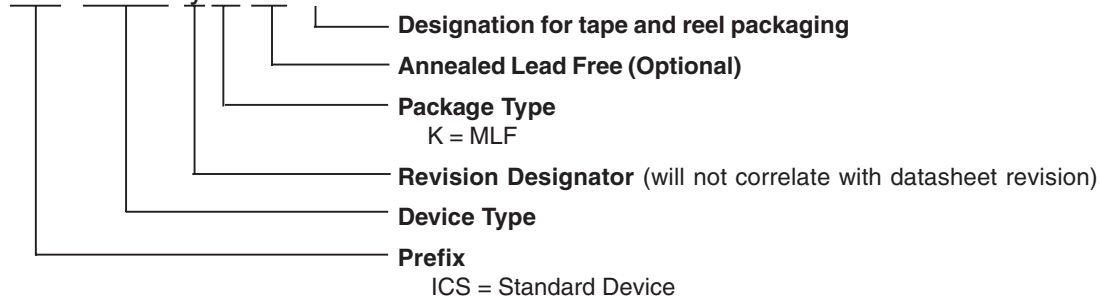 Designation for tape and reel packaging
Annealed Lead Free (Optional)
Package Type
K = MLF
Revision Designator (will not correlate with datasheet revision)
Device Type
Prefix
ICS = Standard Device